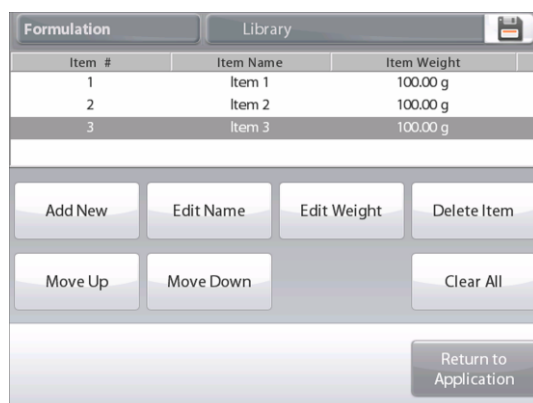 Formulation Library
Item # Item Name Item Weight
1 Item 1 100.00 g
2 Item 2 100.00 g
3 Item 3 100.00 g
Add New Edit Name Edit Weight Delete Item
Move Up Move Down Clear All
Return to
Application